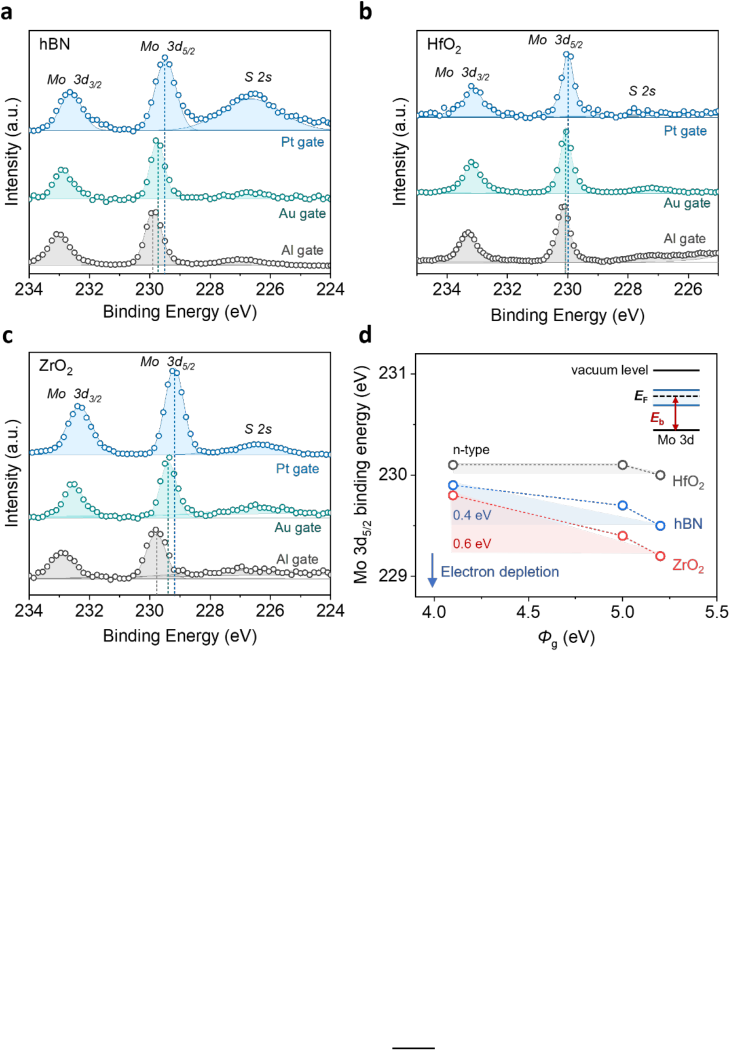 a
hBN
Mo 3d5/2
Mo 3d3/2
S 2s
Pt gate
Au gate
Al gate
Intensity (a.u.)
234 232 230 228 226 224
Binding Energy (eV)
b
HfO2
Mo 3d5/2
Mo 3d3/2
S 2s
Pt gate
Au gate
Al gate
Intensity (a.u.)
234 232 230 228 226
Binding Energy (eV)
c
ZrO2
Mo 3d5/2
Mo 3d3/2
S 2s
Pt gate
Au gate
Al gate
Intensity (a.u.)
234 232 230 228 226 224
Binding Energy (eV)
d
231
230
229
Mo 3d5/2 binding energy (eV)
vacuum level
EF
Eb
Mo 3d
n-type
HfO2
hBN
0.4 eV
0.6 eV
ZrO2
Electron depletion
4.0 4.5 5.0 5.5
Φg (eV)